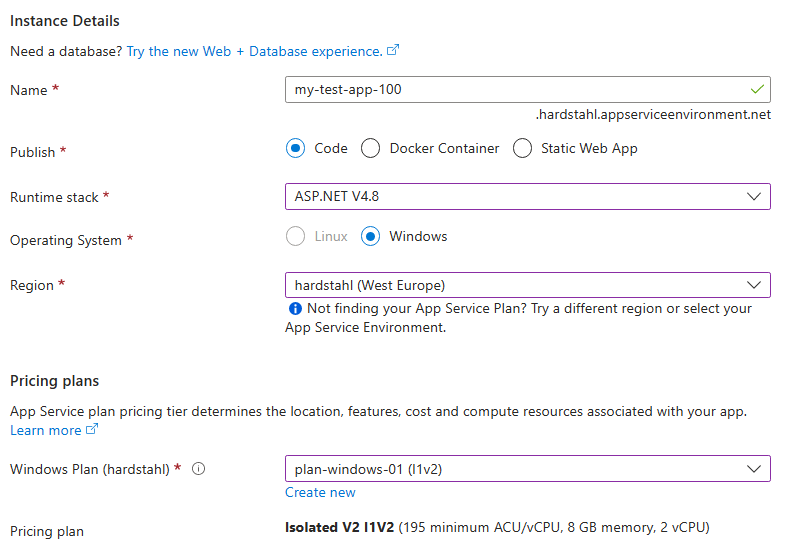 Instance Details
Need a database? Try the new Web + Database experience.
Name *
my-test-app-100
.hardstahl.appserviceenvironment.net
Publish *
Code
Docker Container
Static Web App
Runtime stack *
ASP.NET V4.8
Operating System *
Linux
Windows
Region *
hardstahl (West Europe)
Not finding your App Service Plan? Try a different region or select your
App Service Environment.
Pricing plans
App Service plan pricing tier determines the location, features, cost and compute resources associated with your app.
Learn more
Windows Plan (hardstahl) *
plan-windows-01 (I1v2)
Create new
Pricing plan
Isolated V2 I1V2 (195 minimum ACU/vCPU, 8 GB memory, 2 vCPU)